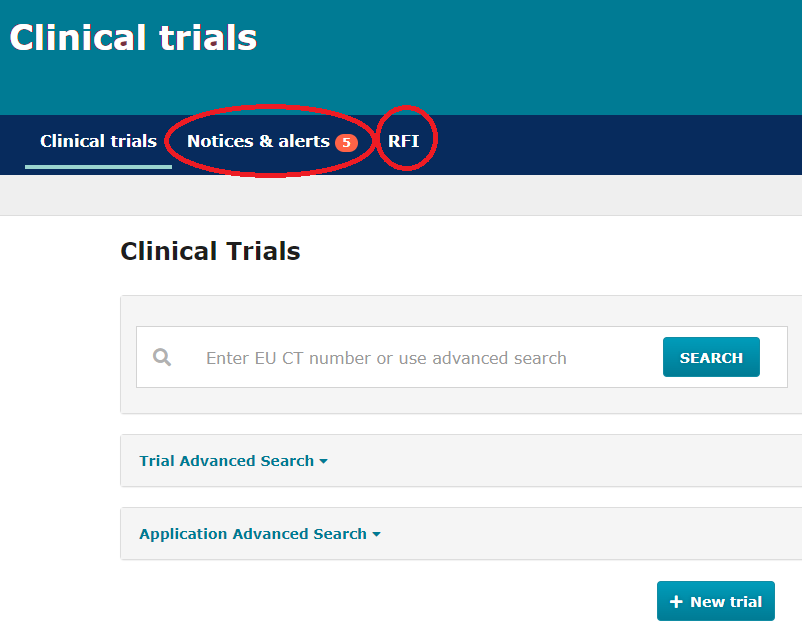 Clinical trials
Clinical trials Notices & alerts 5 RFI
Clinical Trials
Enter EU CT number or use advanced search SEARCH
Trial Advanced Search
Application Advanced Search
+ New trial